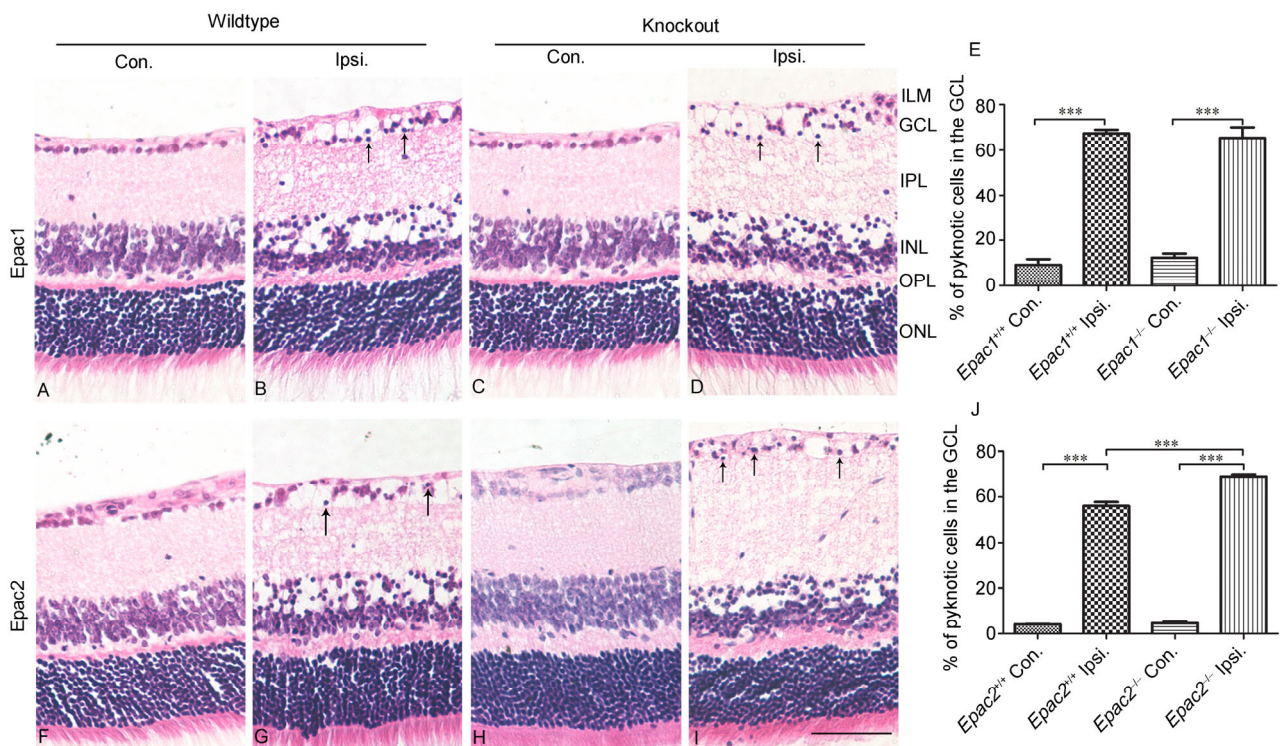 Wildtype
Knockout
Con.
Ipsi.
Con.
Ipsi.
Epac1
A
B
C
D
ILM
GCL
IPL
INL
OPL
ONL
E
% of pyknotic cells in the GCL
80
60
40
20
0
***
***
Epac1+/+ Con.
Epac1+/+ Ipsi.
Epac1–/– Con.
Epac1–/– Ipsi.
Epac2
F
G
H
I
J
% of pyknotic cells in the GCL
80
60
40
20
0
***
***
***
Epac2+/+ Con.
Epac2+/+ Ipsi.
Epac2–/– Con.
Epac2–/– Ipsi.